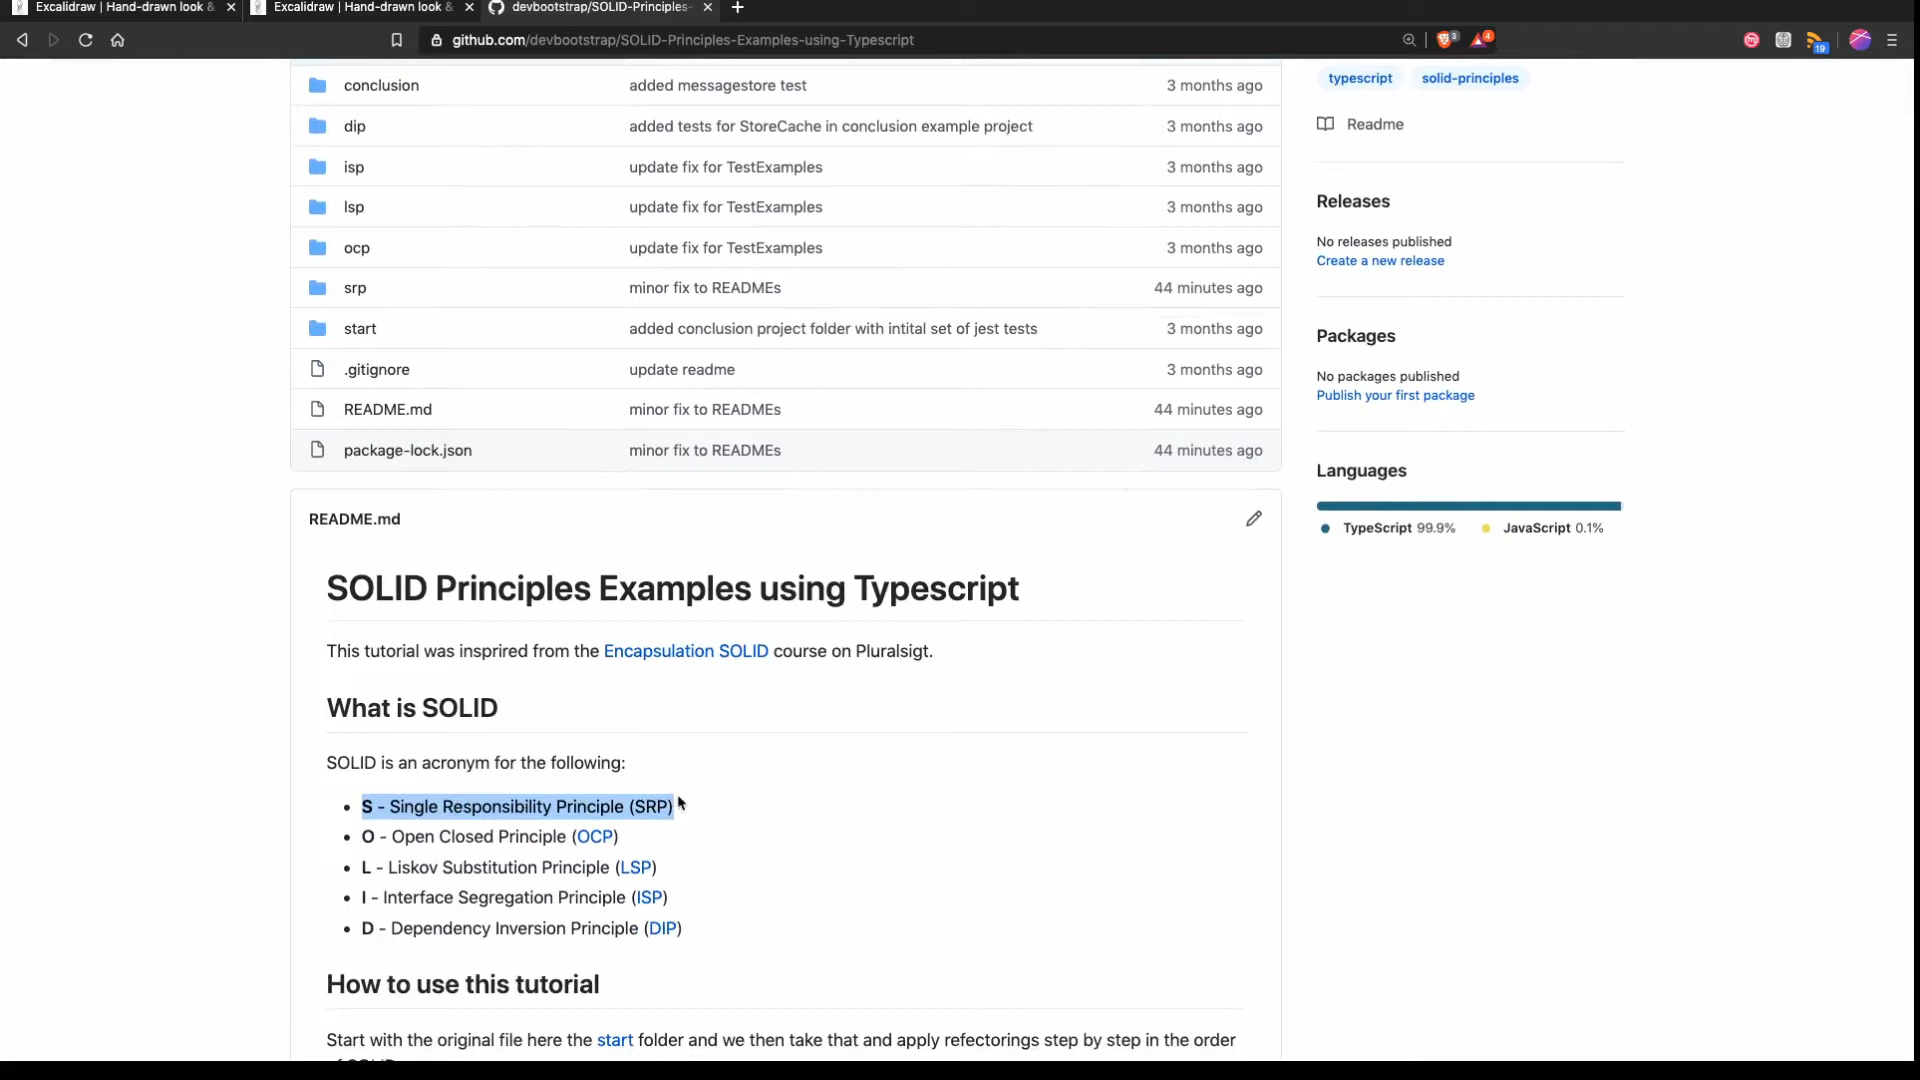 Excalidraw | Hand-drawn look &
Excalidraw | Hand-drawn look &
devbootstrap/SOLID-Principles-
github.com/devbootstrap/SOLID-Principles-Examples-using-Typescript
3
4
19
conclusion added messagestore test 3 months ago
dip added tests for StoreCache in conclusion example project 3 months ago
isp update fix for TestExamples 3 months ago
lsp update fix for TestExamples 3 months ago
ocp update fix for TestExamples 3 months ago
srp minor fix to READMEs 44 minutes ago
start added conclusion project folder with intital set of jest tests 3 months ago
.gitignore update readme 3 months ago
README.md minor fix to READMEs 44 minutes ago
package-lock.json minor fix to READMEs 44 minutes ago
typescript solid-principles
Readme
Releases
No releases published
Create a new release
Packages
No packages published
Publish your first package
Languages
TypeScript 99.9% JavaScript 0.1%
README.md
SOLID Principles Examples using Typescript
This tutorial was insprired from the Encapsulation SOLID course on Pluralsigt.
What is SOLID
SOLID is an acronym for the following:
• S - Single Responsibility Principle (SRP)
• O - Open Closed Principle (OCP)
• L - Liskov Substitution Principle (LSP)
• I - Interface Segregation Principle (ISP)
• D - Dependency Inversion Principle (DIP)
How to use this tutorial
Start with the original file here the start folder and we then take that and apply refectorings step by step in the order